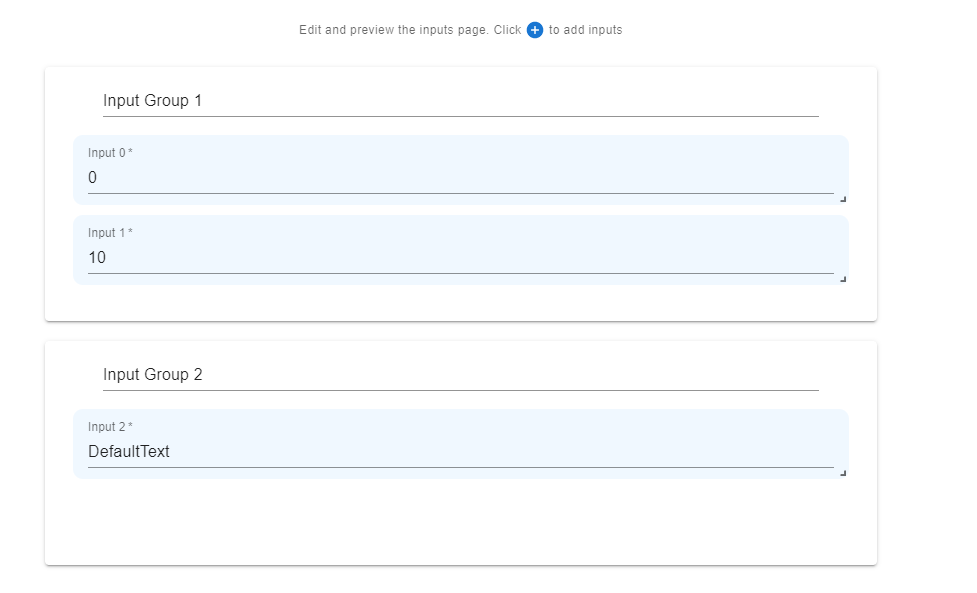 Edit and preview the inputs page. Click + to add inputs
Input Group 1
Input 0 *
0
Input 1 *
10
Input Group 2
Input 2 *
DefaultText